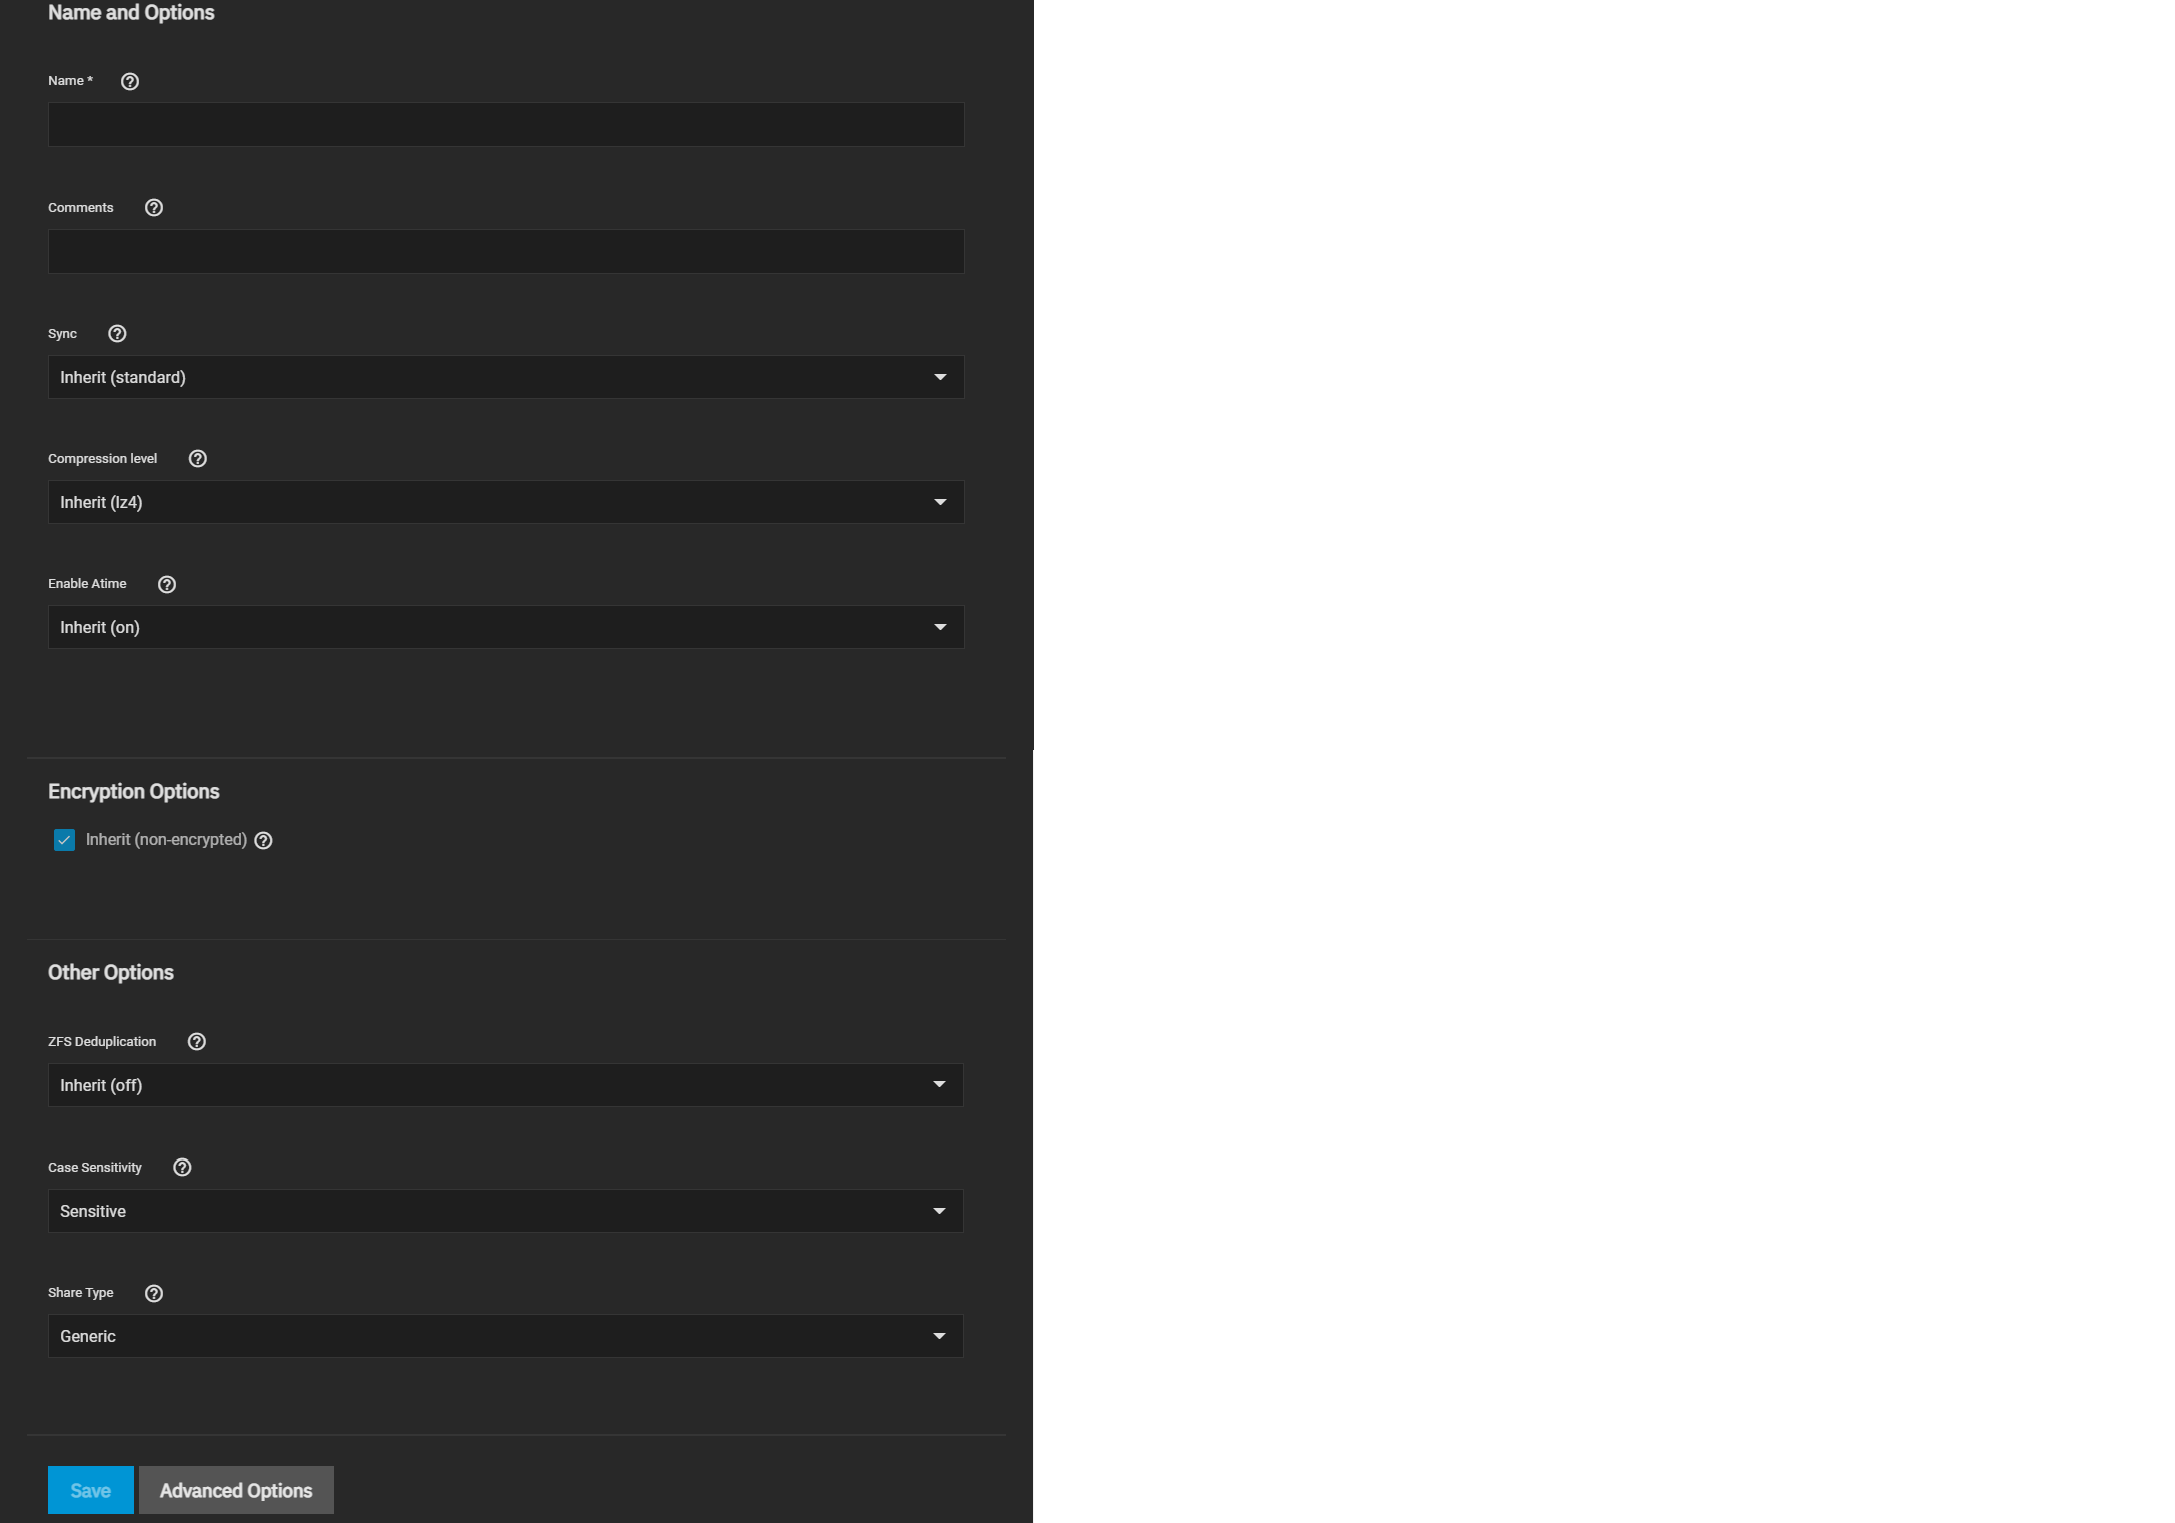 Name and Options
Name *
Comments
Sync
Inherit (standard)
Compression level
Inherit (lz4)
Enable Atime
Inherit (on)
Encryption Options
Inherit (non-encrypted)
Other Options
ZFS Deduplication
Inherit (off)
Case Sensitivity
Sensitive
Share Type
Generic
Save Advanced Options